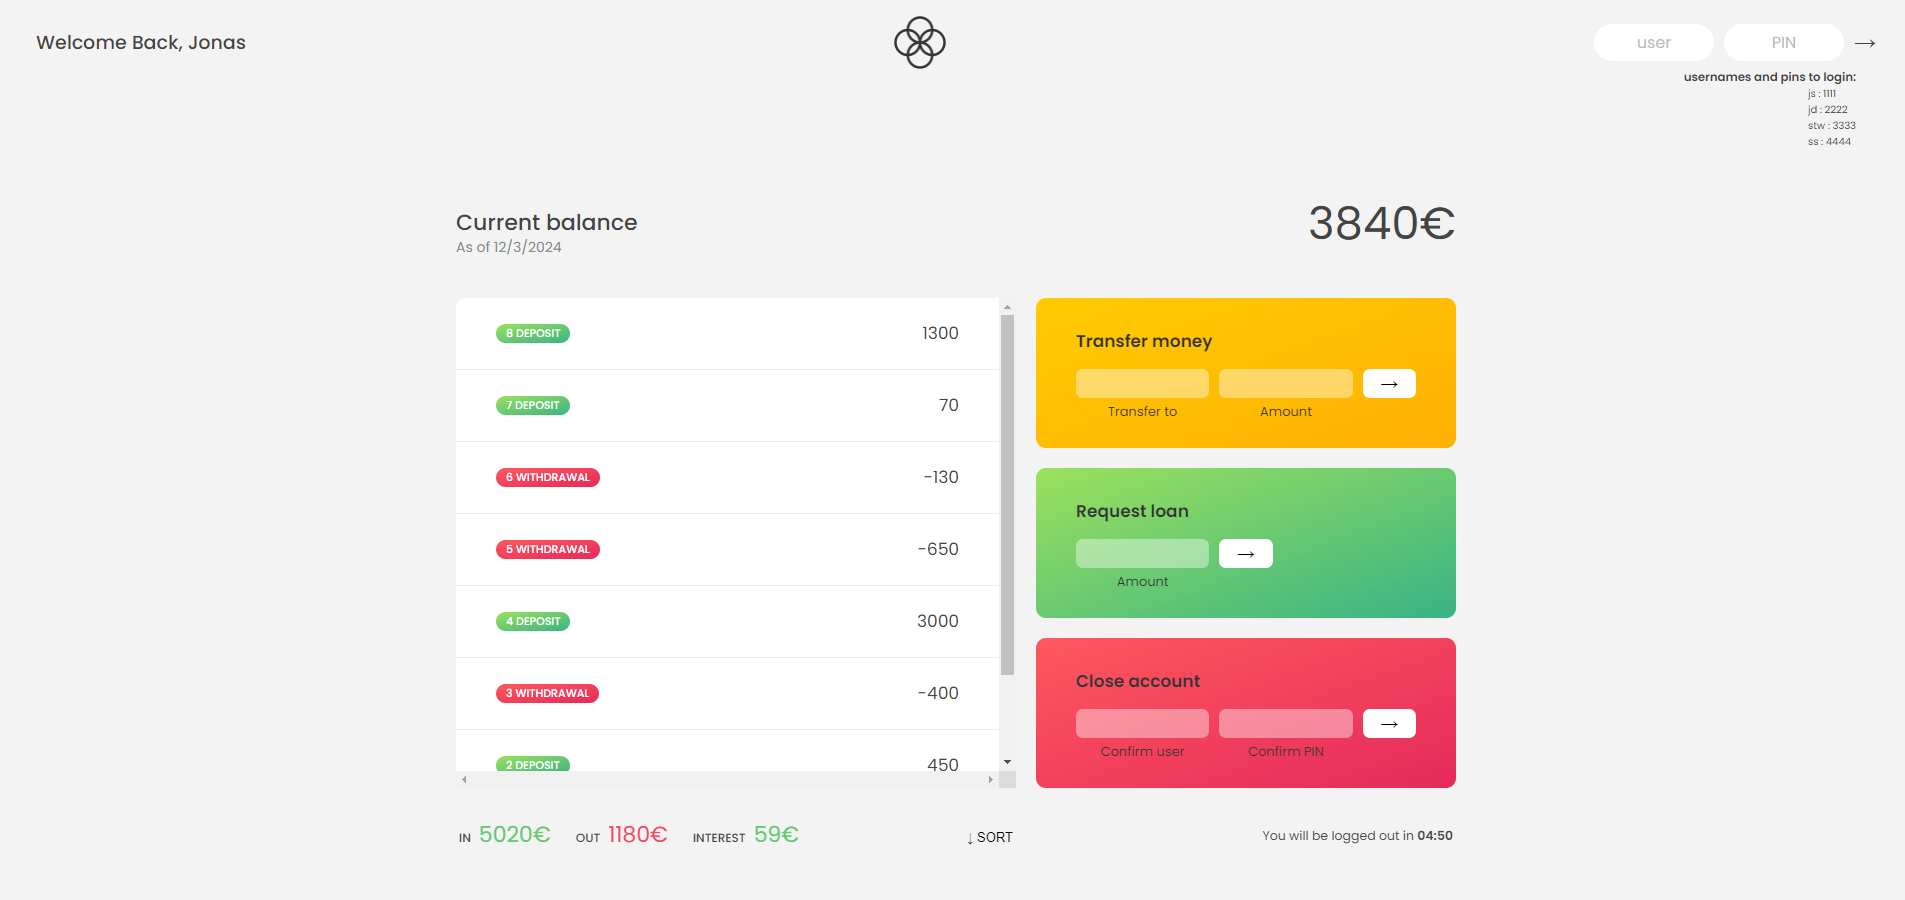 Welcome Back, Jonas
user
PIN
→
usernames and pins to login:
js : 1111
jd : 2222
stw : 3333
ss : 4444
Current balance
As of 12/3/2024
3840€
8 DEPOSIT
1300
7 DEPOSIT
70
6 WITHDRAWAL
-130
5 WITHDRAWAL
-650
4 DEPOSIT
3000
3 WITHDRAWAL
-400
2 DEPOSIT
450
Transfer money
→
Transfer to
Amount
Request loan
→
Amount
Close account
→
Confirm user
Confirm PIN
IN 5020€ OUT 1180€ INTEREST 59€
↓ SORT
You will be logged out in 04:50